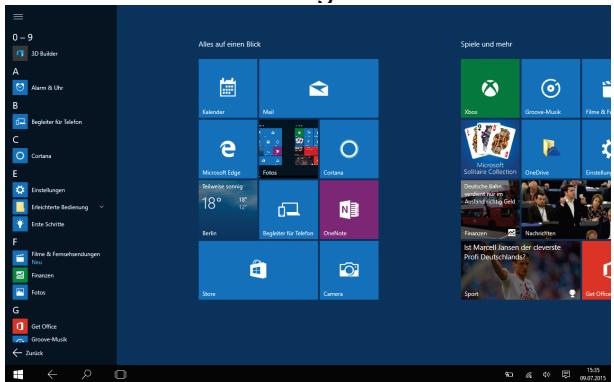 0 – 9
3D Builder
A
Alarm & Uhr
B
Begleiter für Telefon
C
Cortana
E
Einstellungen
Erleichterte Bedienung
Erste Schritte
F
Filme & Fernsehsendungen
Neu
Finanzen
Fotos
G
Get Office
Groove-Musik
Zurück
Alles auf einen Blick
Kalender
Mail
Microsoft Edge
Fotos
Cortana
Teilweise sonnig
18°
18°
12°
Berlin
Begleiter für Telefon
OneNote
Store
Camera
Spiele und mehr
Xbox
Groove-Musik
Filme & Fe
Microsoft
Solitaire Collection
OneDrive
Einstellung
Deutsche Bahn
verdient nur im
Ausland richtig Geld
Finanzen
Nachrichten
Ist Marcell Jansen der cleverste
Profi Deutschlands?
Sport
Get Office
15:35
09.07.2015